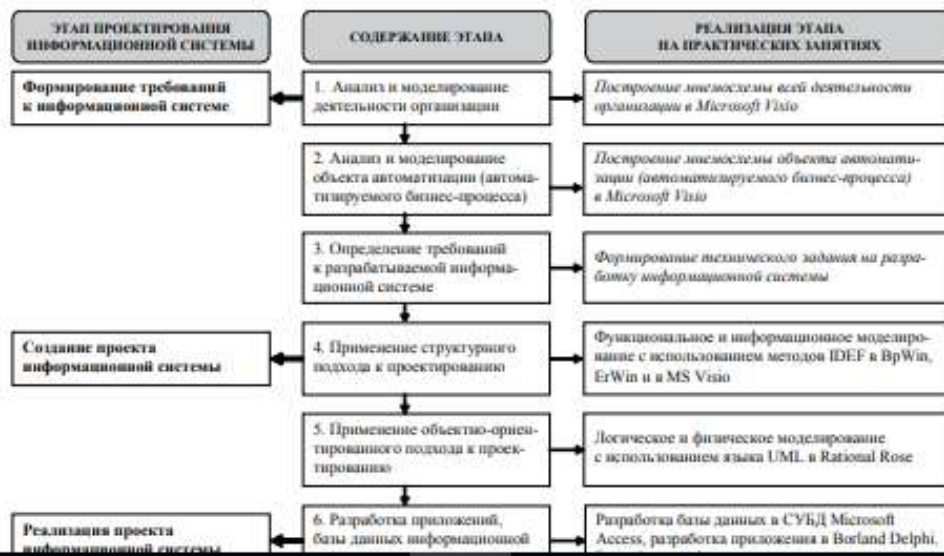 ЭТАП ПРОЕКТИРОВАНИЯ
ИНФОРМАЦИОННОЙ СИСТЕМЫ
СОДЕРЖАНИЕ ЭТАПА
РЕАЛИЗАЦИЯ ЭТАПА
НА ПРАКТИЧЕСКИХ ЗАНЯТИЯХ
Формирование требований
к информационной системе
1. Анализ и моделирование
деятельности организации
Построение мнемосхемы всей деятельности
организации в Microsoft Visio
2. Анализ и моделирование
объекта автоматизации (автома-
тизируемого бизнес-процесса)
Построение мнемосхемы объекта автомати-
зации (автоматизируемого бизнес-процесса)
в Microsoft Visio
3. Определение требований
к разрабатываемой информа-
ционной системе
Формирование технического задания на разра-
ботку информационной системы
Создание проекта
информационной системы
4. Применение структурного
подхода к проектированию
Функциональное и информационное моделиро-
вание с использованием методов IDEF в BpWin,
ErWin и в MS Visio
5. Применение объектно-ориен-
тированного подхода к проек-
тированию
Логическое и физическое моделирование
с использованием языка UML в Rational Rose
Реализация проекта
информационной системы
6. Разработка приложений,
базы данных информационной
Разработка базы данных в СУБД Microsoft
Access, разработка приложения в Borland Delphi,